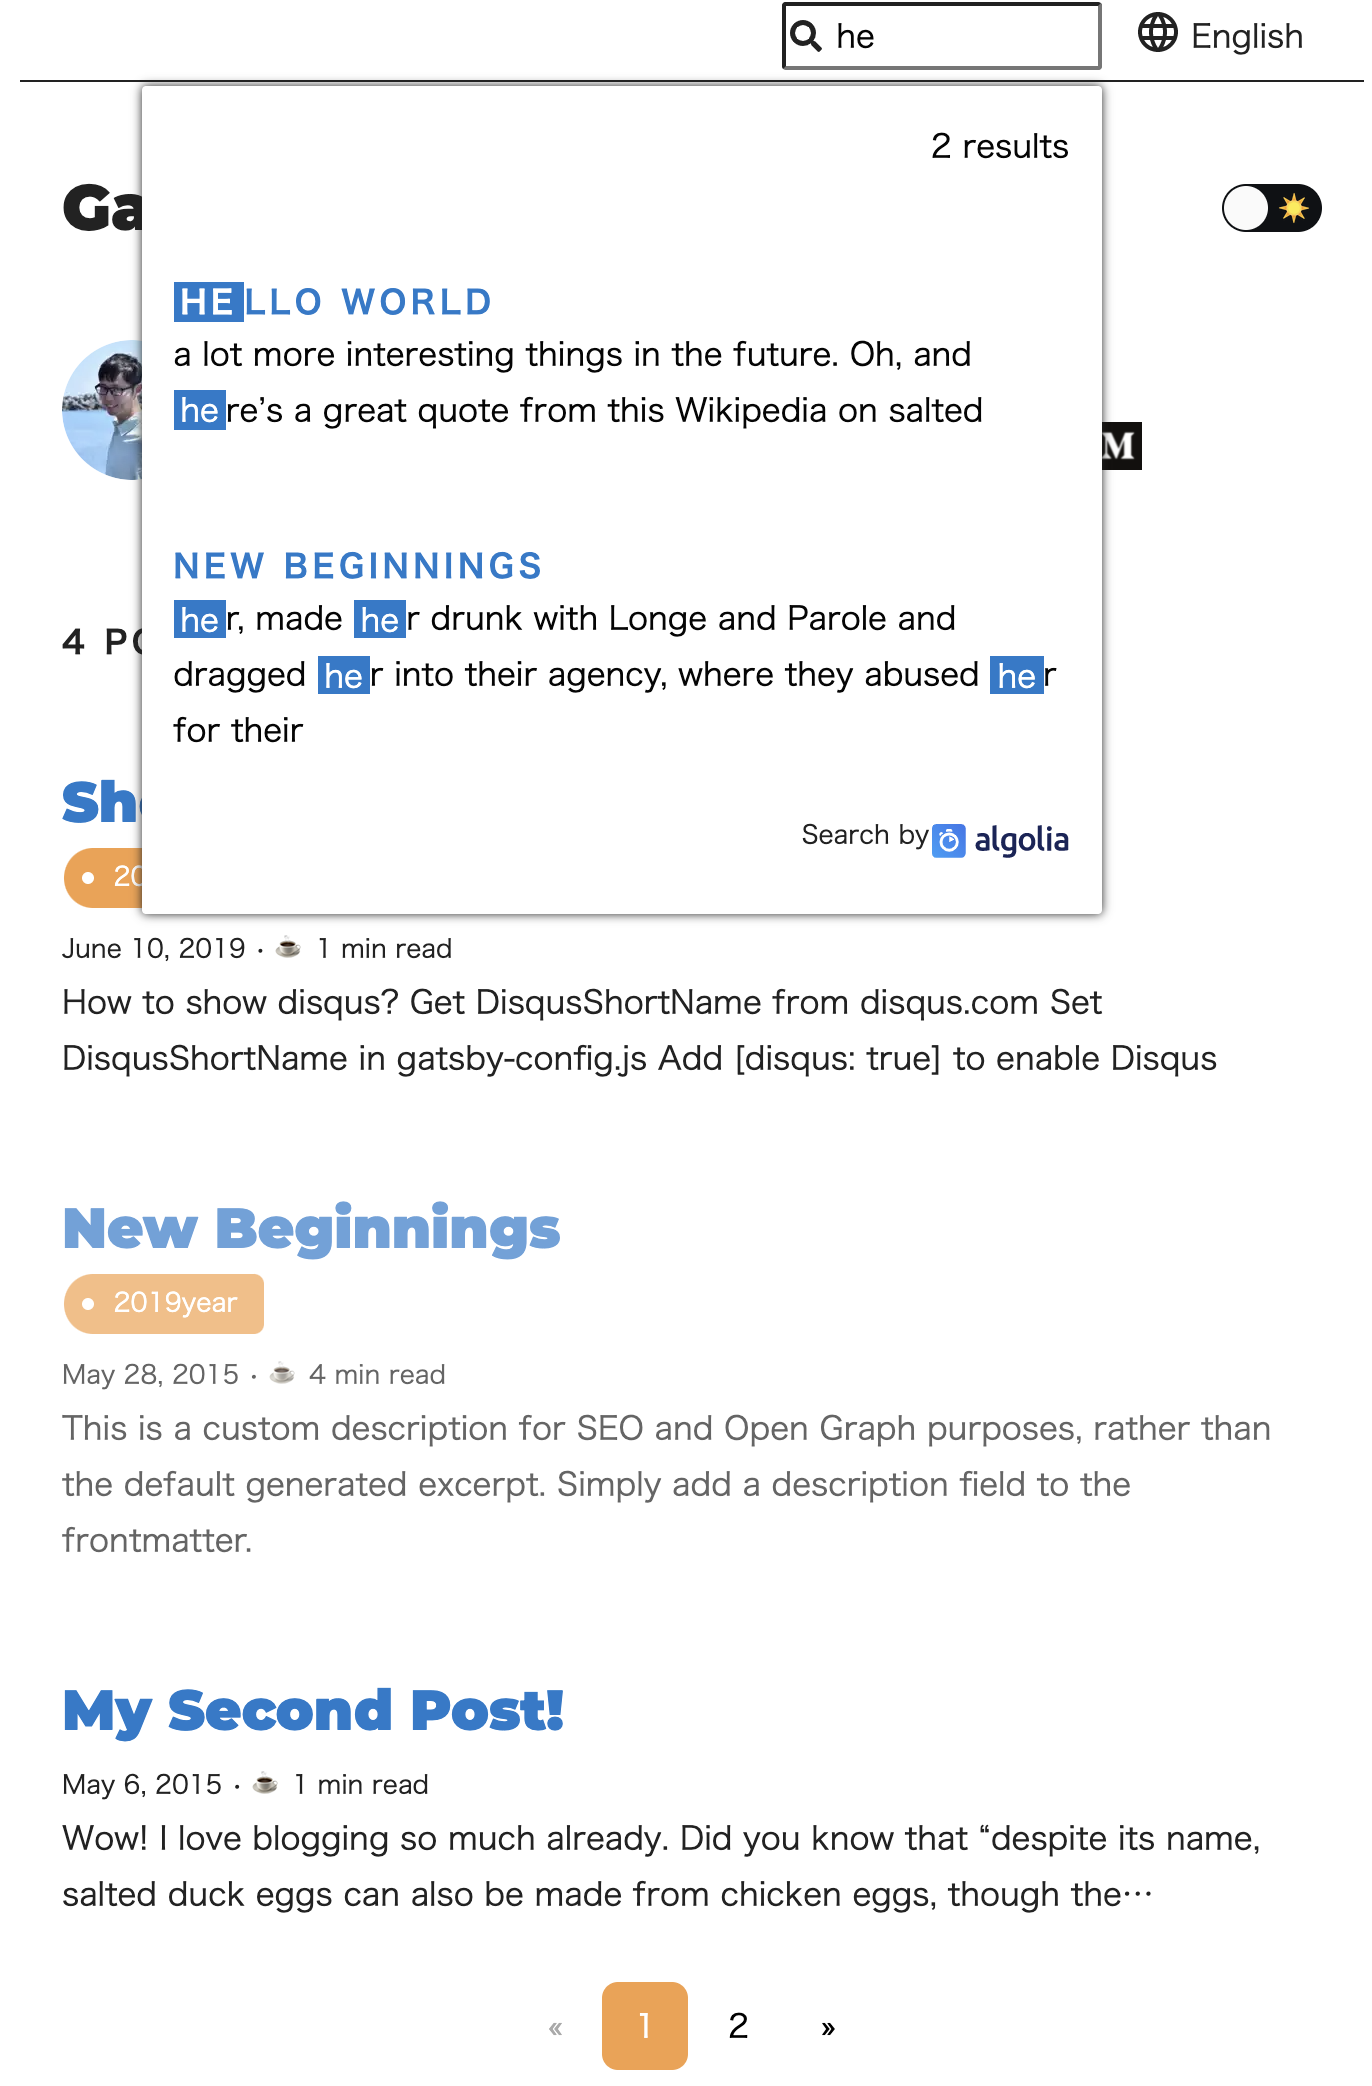 he
English
2 results
Ga
HELLO WORLD
a lot more interesting things in the future. Oh, and
here’s a great quote from this Wikipedia on salted
M
NEW BEGINNINGS
her, made her drunk with Longe and Parole and
4 PO
dragged her into their agency, where they abused her
for their
Sh
Search by algolia
20
June 10, 2019 • 1 min read
How to show disqus? Get DisqusShortName from disqus.com Set
DisqusShortName in gatsby-config.js Add [disqus: true] to enable Disqus
New Beginnings
2019year
May 28, 2015 • 4 min read
This is a custom description for SEO and Open Graph purposes, rather than
the default generated excerpt. Simply add a description field to the
frontmatter.
My Second Post!
May 6, 2015 • 1 min read
Wow! I love blogging so much already. Did you know that “despite its name,
salted duck eggs can also be made from chicken eggs, though the…
« 1 2 »